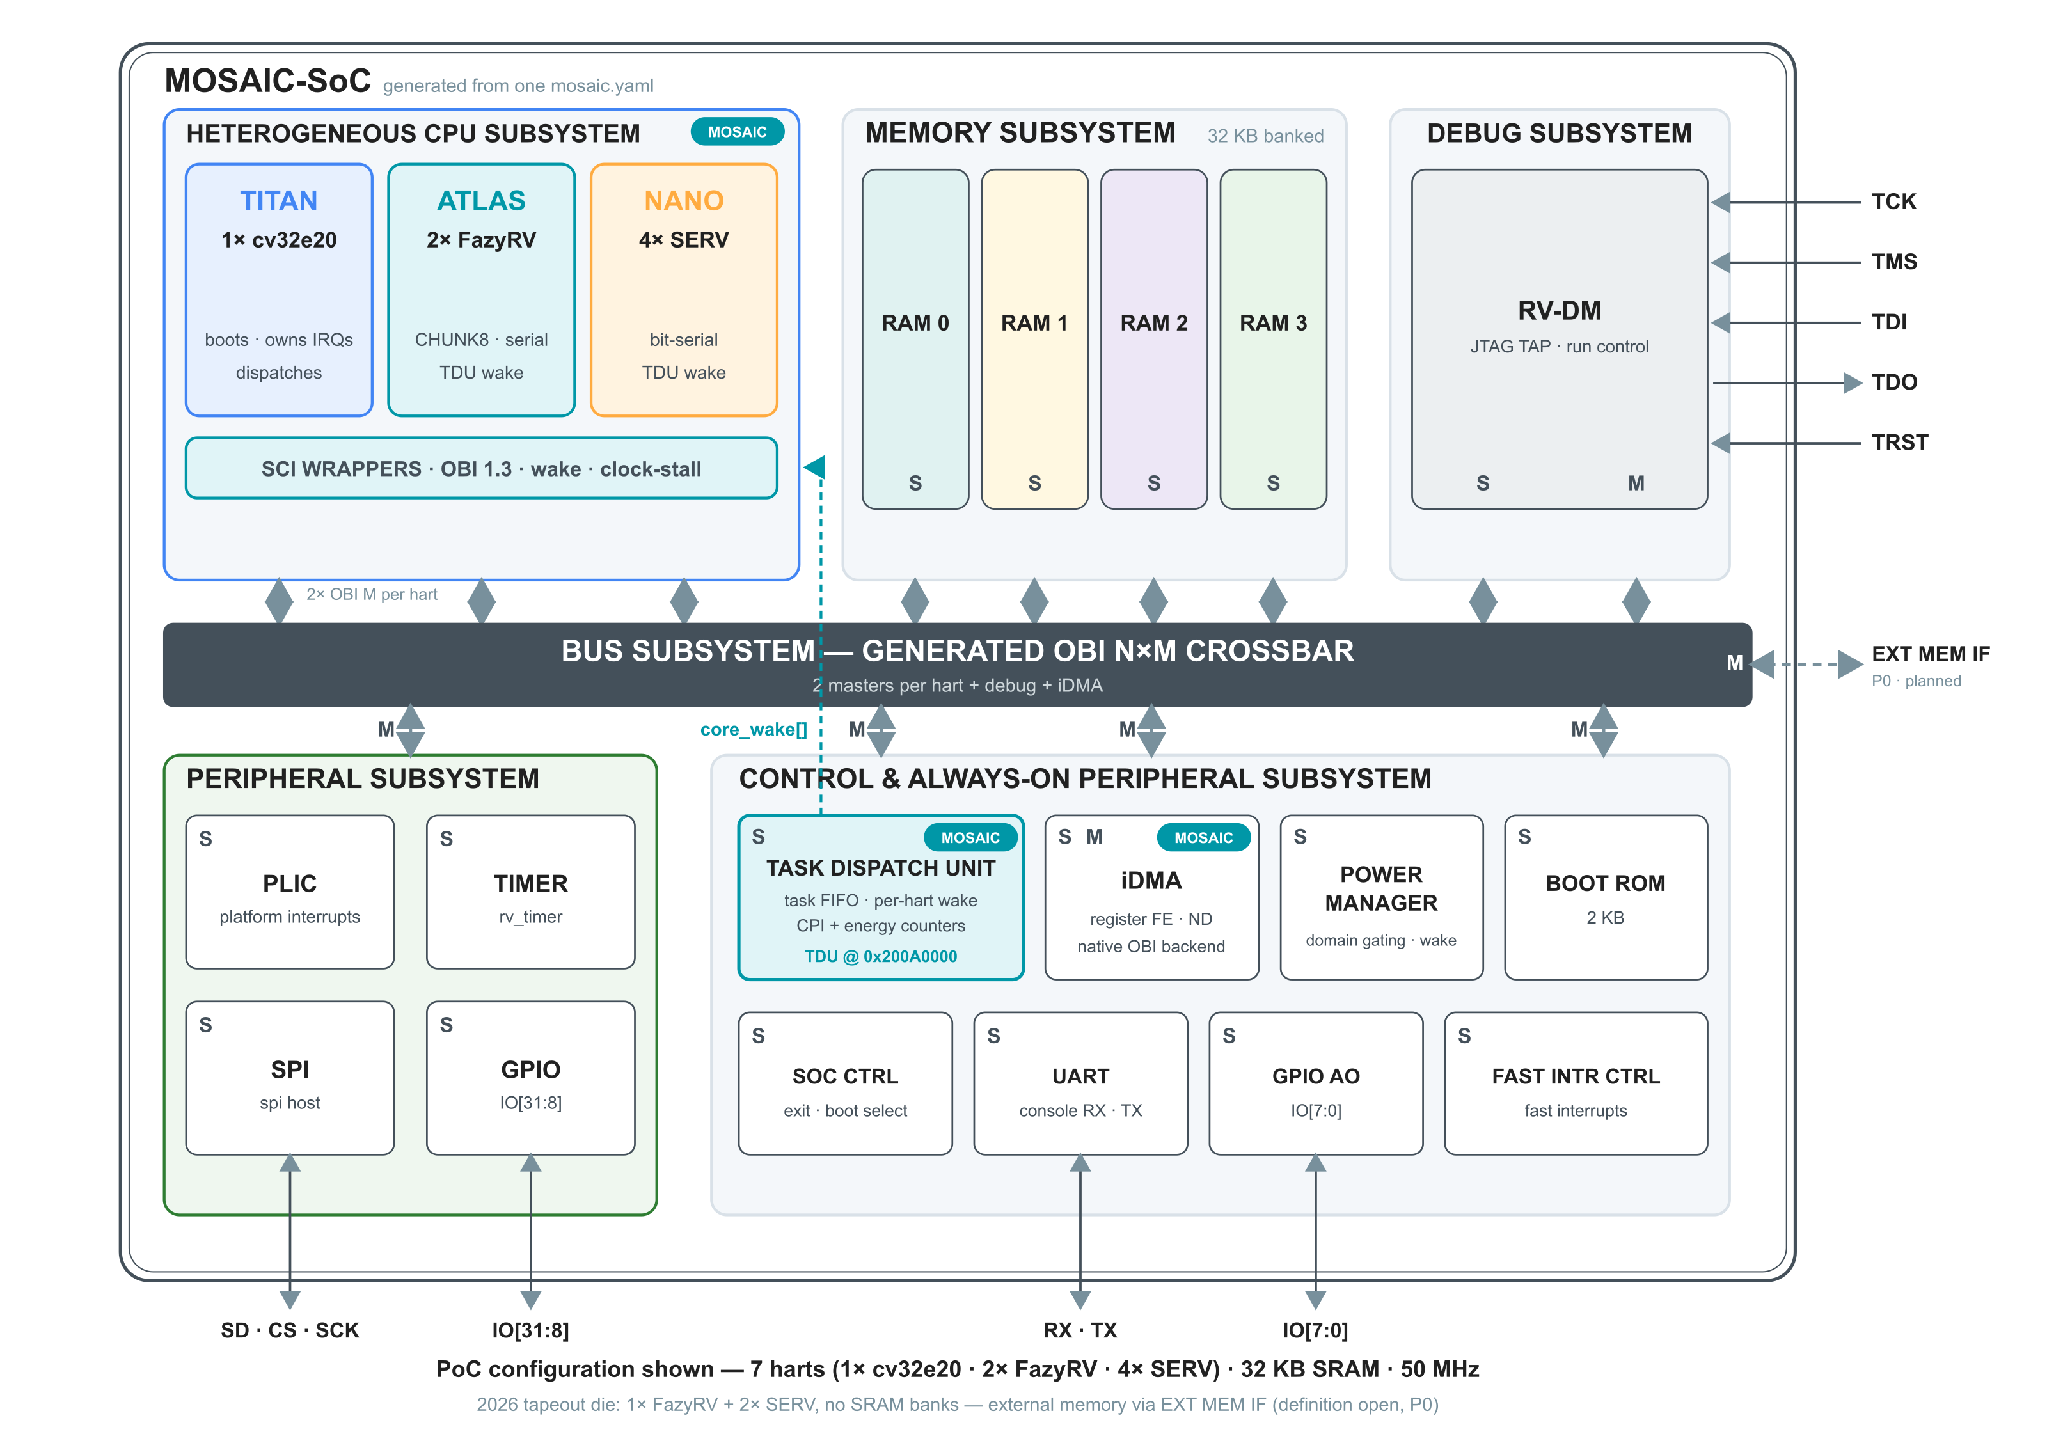 MOSAIC-SoC generated from one mosaic.yaml
HETEROGENEOUS CPU SUBSYSTEM
MOSAIC
TITAN
1× cv32e20
boots · owns IRQs
dispatches
ATLAS
2× FazyRV
CHUNK8 · serial
TDU wake
NANO
4× SERV
bit-serial
TDU wake
SCI WRAPPERS · OBI 1.3 · wake · clock-stall
MEMORY SUBSYSTEM
32 KB banked
RAM 0
S
RAM 1
S
RAM 2
S
RAM 3
S
DEBUG SUBSYSTEM
RV-DM
JTAG TAP · run control
S
M
TCK
TMS
TDI
TDO
TRST
2× OBI M per hart
BUS SUBSYSTEM — GENERATED OBI N×M CROSSBAR
2 masters per hart + debug + iDMA
M
EXT MEM IF
P0 · planned
M
core_wake[]
M
M
M
PERIPHERAL SUBSYSTEM
S
PLIC
platform interrupts
S
TIMER
rv_timer
S
SPI
spi host
S
GPIO
IO[31:8]
CONTROL & ALWAYS-ON PERIPHERAL SUBSYSTEM
S
MOSAIC
TASK DISPATCH UNIT
task FIFO · per-hart wake
CPI + energy counters
TDU @ 0x200A0000
S M
MOSAIC
iDMA
register FE · ND
native OBI backend
S
POWER
MANAGER
domain gating · wake
S
BOOT ROM
2 KB
S
SOC CTRL
exit · boot select
S
UART
console RX · TX
S
GPIO AO
IO[7:0]
S
FAST INTR CTRL
fast interrupts
SD · CS · SCK
IO[31:8]
RX · TX
IO[7:0]
PoC configuration shown — 7 harts (1× cv32e20 · 2× FazyRV · 4× SERV) · 32 KB SRAM · 50 MHz
2026 tapeout die: 1× FazyRV + 2× SERV, no SRAM banks — external memory via EXT MEM IF (definition open, P0)